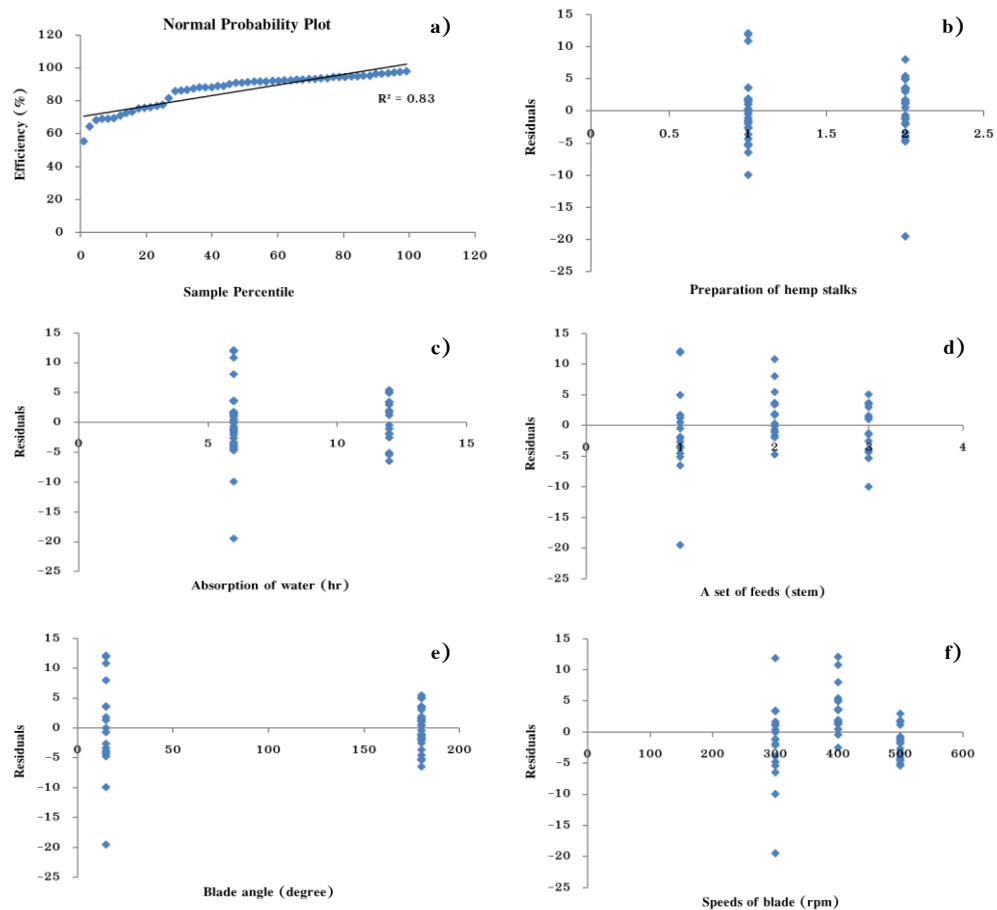 Normal Probability Plot
a)
120
100
80
60
40
20
0
Efficiency (%)
R² = 0.83
0 20 40 60 80 100 120
Sample Percentile
b)
15
10
5
0
-5
-10
-15
-20
-25
Residuals
0 0.5 1 1.5 2 2.5
Preparation of hemp stalks
c)
15
10
5
0
-5
-10
-15
-20
-25
Residuals
0 5 10 15
Absorption of water (hr)
d)
15
10
5
0
-5
-10
-15
-20
-25
Residuals
0 1 2 3 4
A set of feeds (stem)
e)
15
10
5
0
-5
-10
-15
-20
-25
Residuals
0 50 100 150 200
Blade angle (degree)
f)
15
10
5
0
-5
-10
-15
-20
-25
Residuals
0 100 200 300 400 500 600
Speeds of blade (rpm)